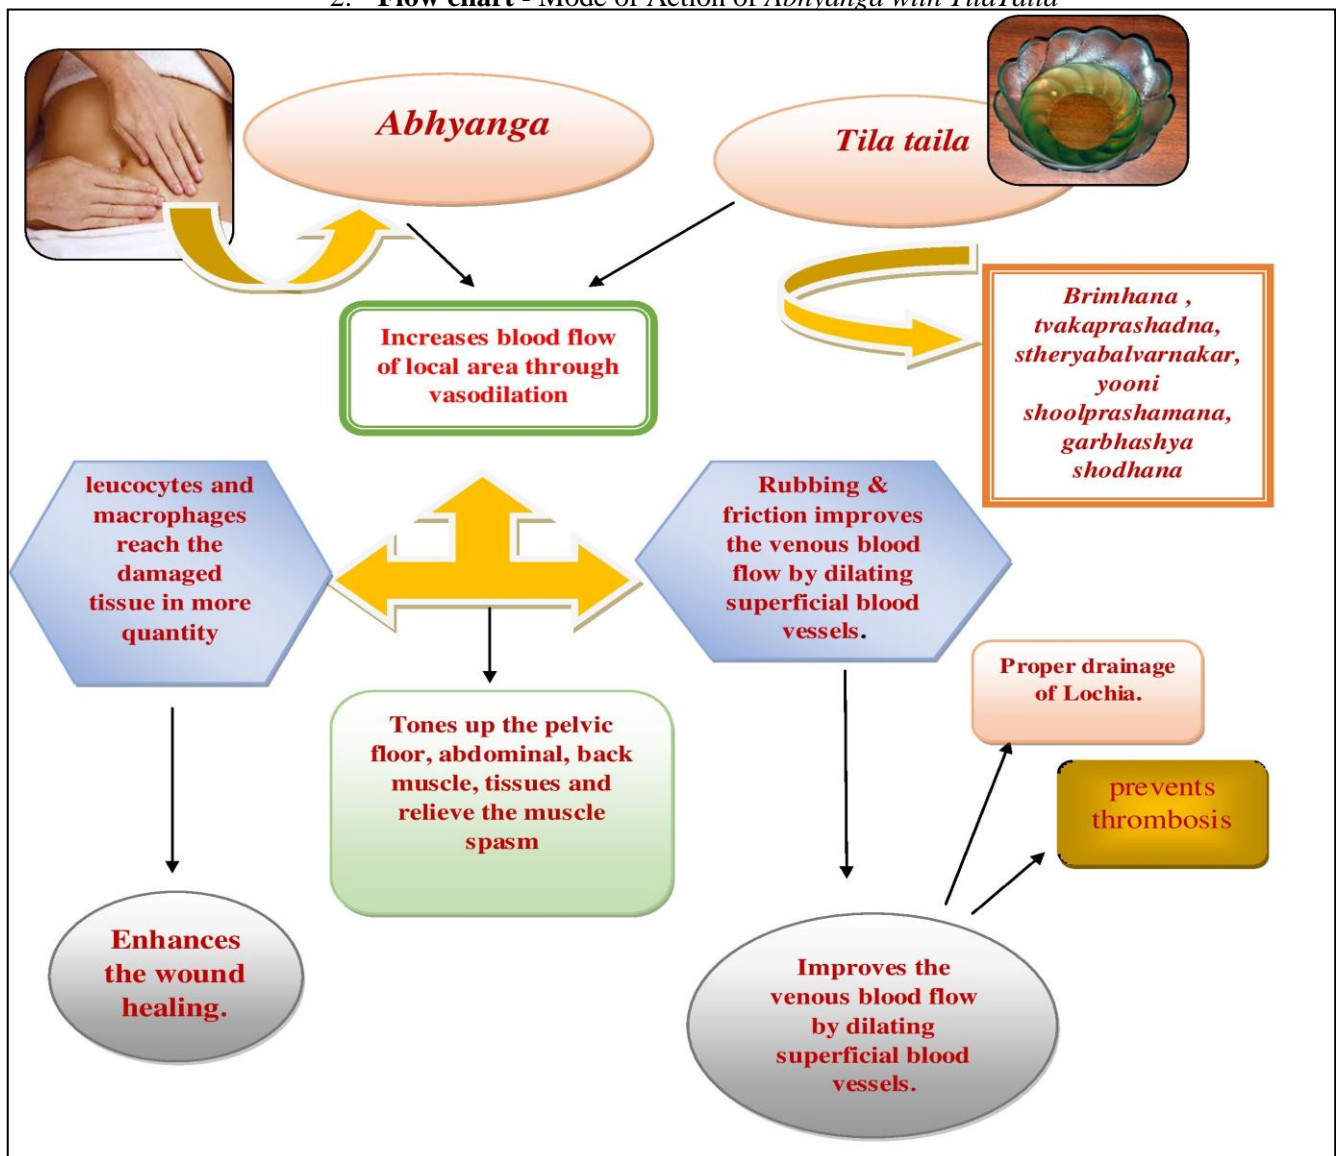 2. Flow chart - Mode of Action of Abhyanga with TilaTaila
Abhyanga
Tila taila
Increases blood flow
of local area through
vasodilation
Brimhana ,
tvakaprashadna,
stheryabalvarnakar,
yooni
shoolprashamana,
garbhashya
shodhana
leucocytes and
macrophages
reach the
damaged
tissue in more
quantity
Rubbing &
friction improves
the venous blood
flow by dilating
superficial blood
vessels.
Proper drainage
of Lochia.
Tones up the pelvic
floor, abdominal, back
muscle, tissues and
relieve the muscle
spasm
prevents
thrombosis
Enhances
the wound
healing.
Improves the
venous blood flow
by dilating
superficial blood
vessels.